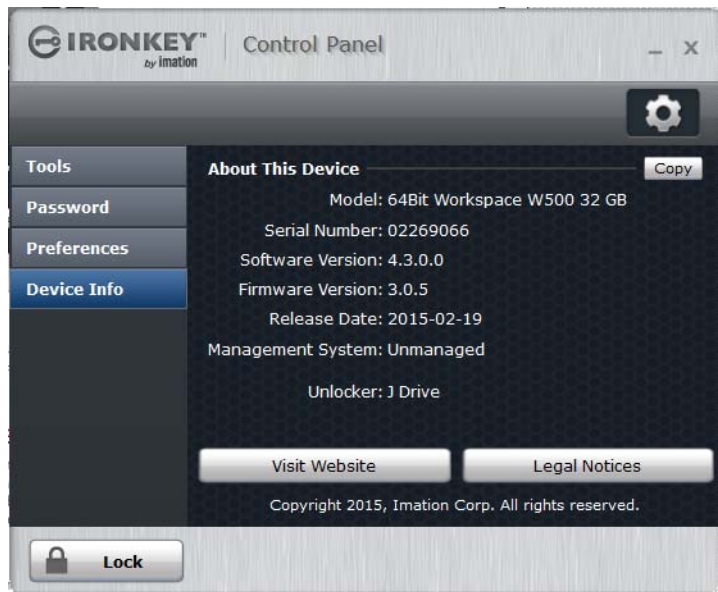 IRONKEY™ Control Panel
by imation
Tools
Password
Preferences
Device Info
About This Device
Copy
Model: 64Bit Workspace W500 32 GB
Serial Number: 02269066
Software Version: 4.3.0.0
Firmware Version: 3.0.5
Release Date: 2015-02-19
Management System: Unmanaged
Unlocker: J Drive
Visit Website
Legal Notices
Copyright 2015, Imation Corp. All rights reserved.
Lock